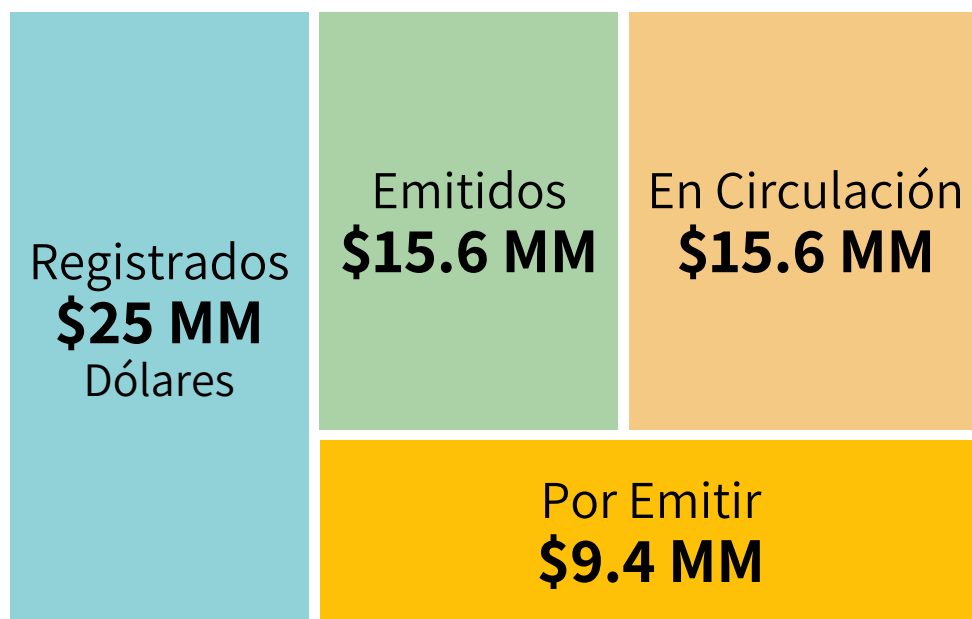 Registrados
$25 MM
Dólares
Emitidos
$15.6 MM
En Circulación
$15.6 MM
Por Emitir
$9.4 MM